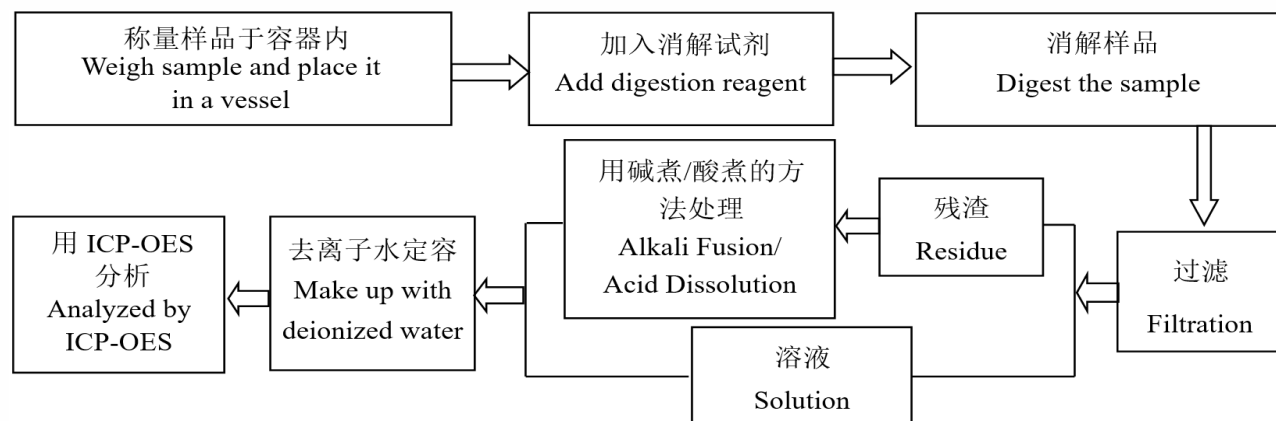 称量样品于容器内
Weigh sample and place it
in a vessel
加入消解试剂
Add digestion reagent
消解样品
Digest the sample
过滤
Filtration
残渣
Residue
用碱煮/酸煮的方
法处理
Alkali Fusion/
Acid Dissolution
溶液
Solution
去离子水定容
Make up with
deionized water
用 ICP-OES
分析
Analyzed by
ICP-OES